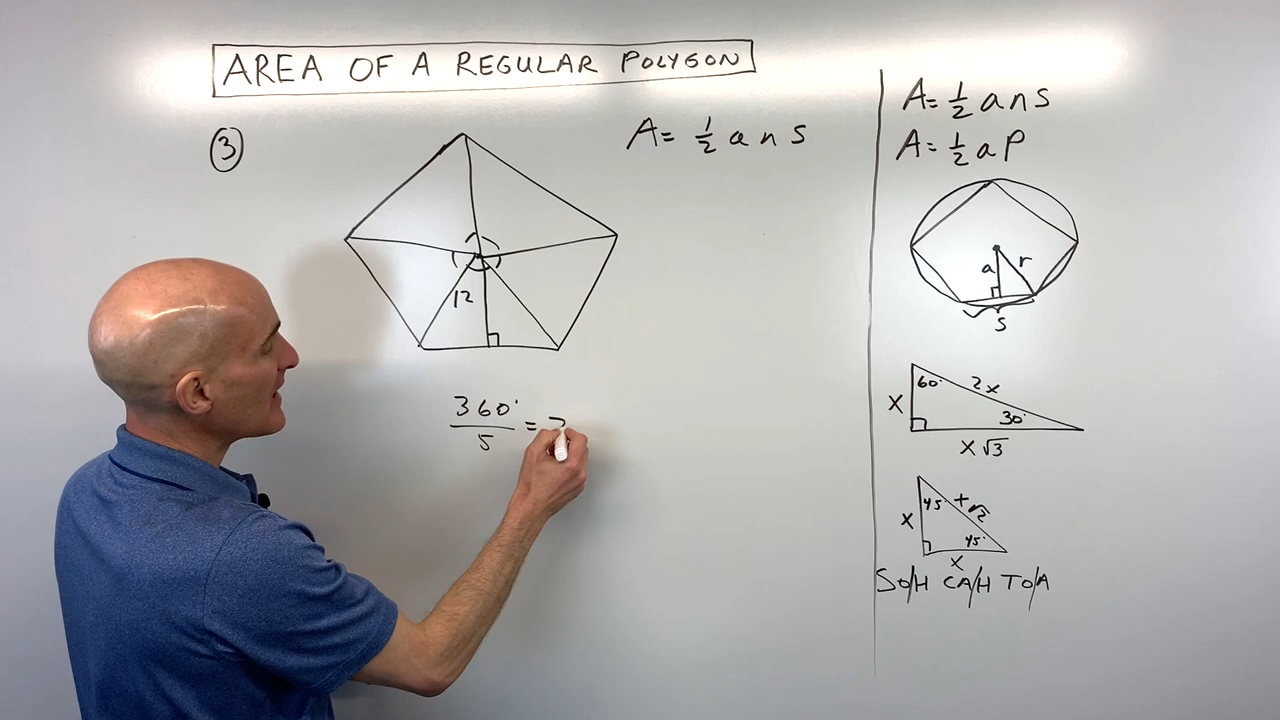 AREA OF A REGULAR POLYGON
③
A = ½ a n s
12
360° / 5 = 7
A = ½ a n s
A = ½ a P
a r
s
60° 2x
x 30°
x √3
45° x√2
x 45°
x
SO/H CA/H TO/A